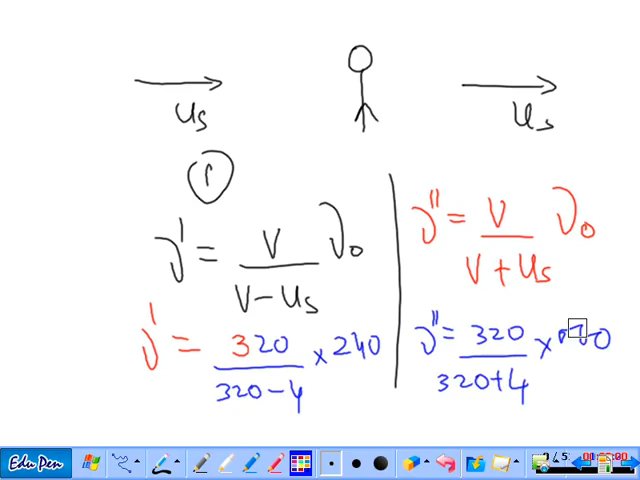 us
us
1
ν' = v / (v − us) ν0
ν'' = v / (v + us) ν0
ν' = 320 / (320 − 4) × 240
ν'' = 320 / (320 + 4) ×
Edu Pen